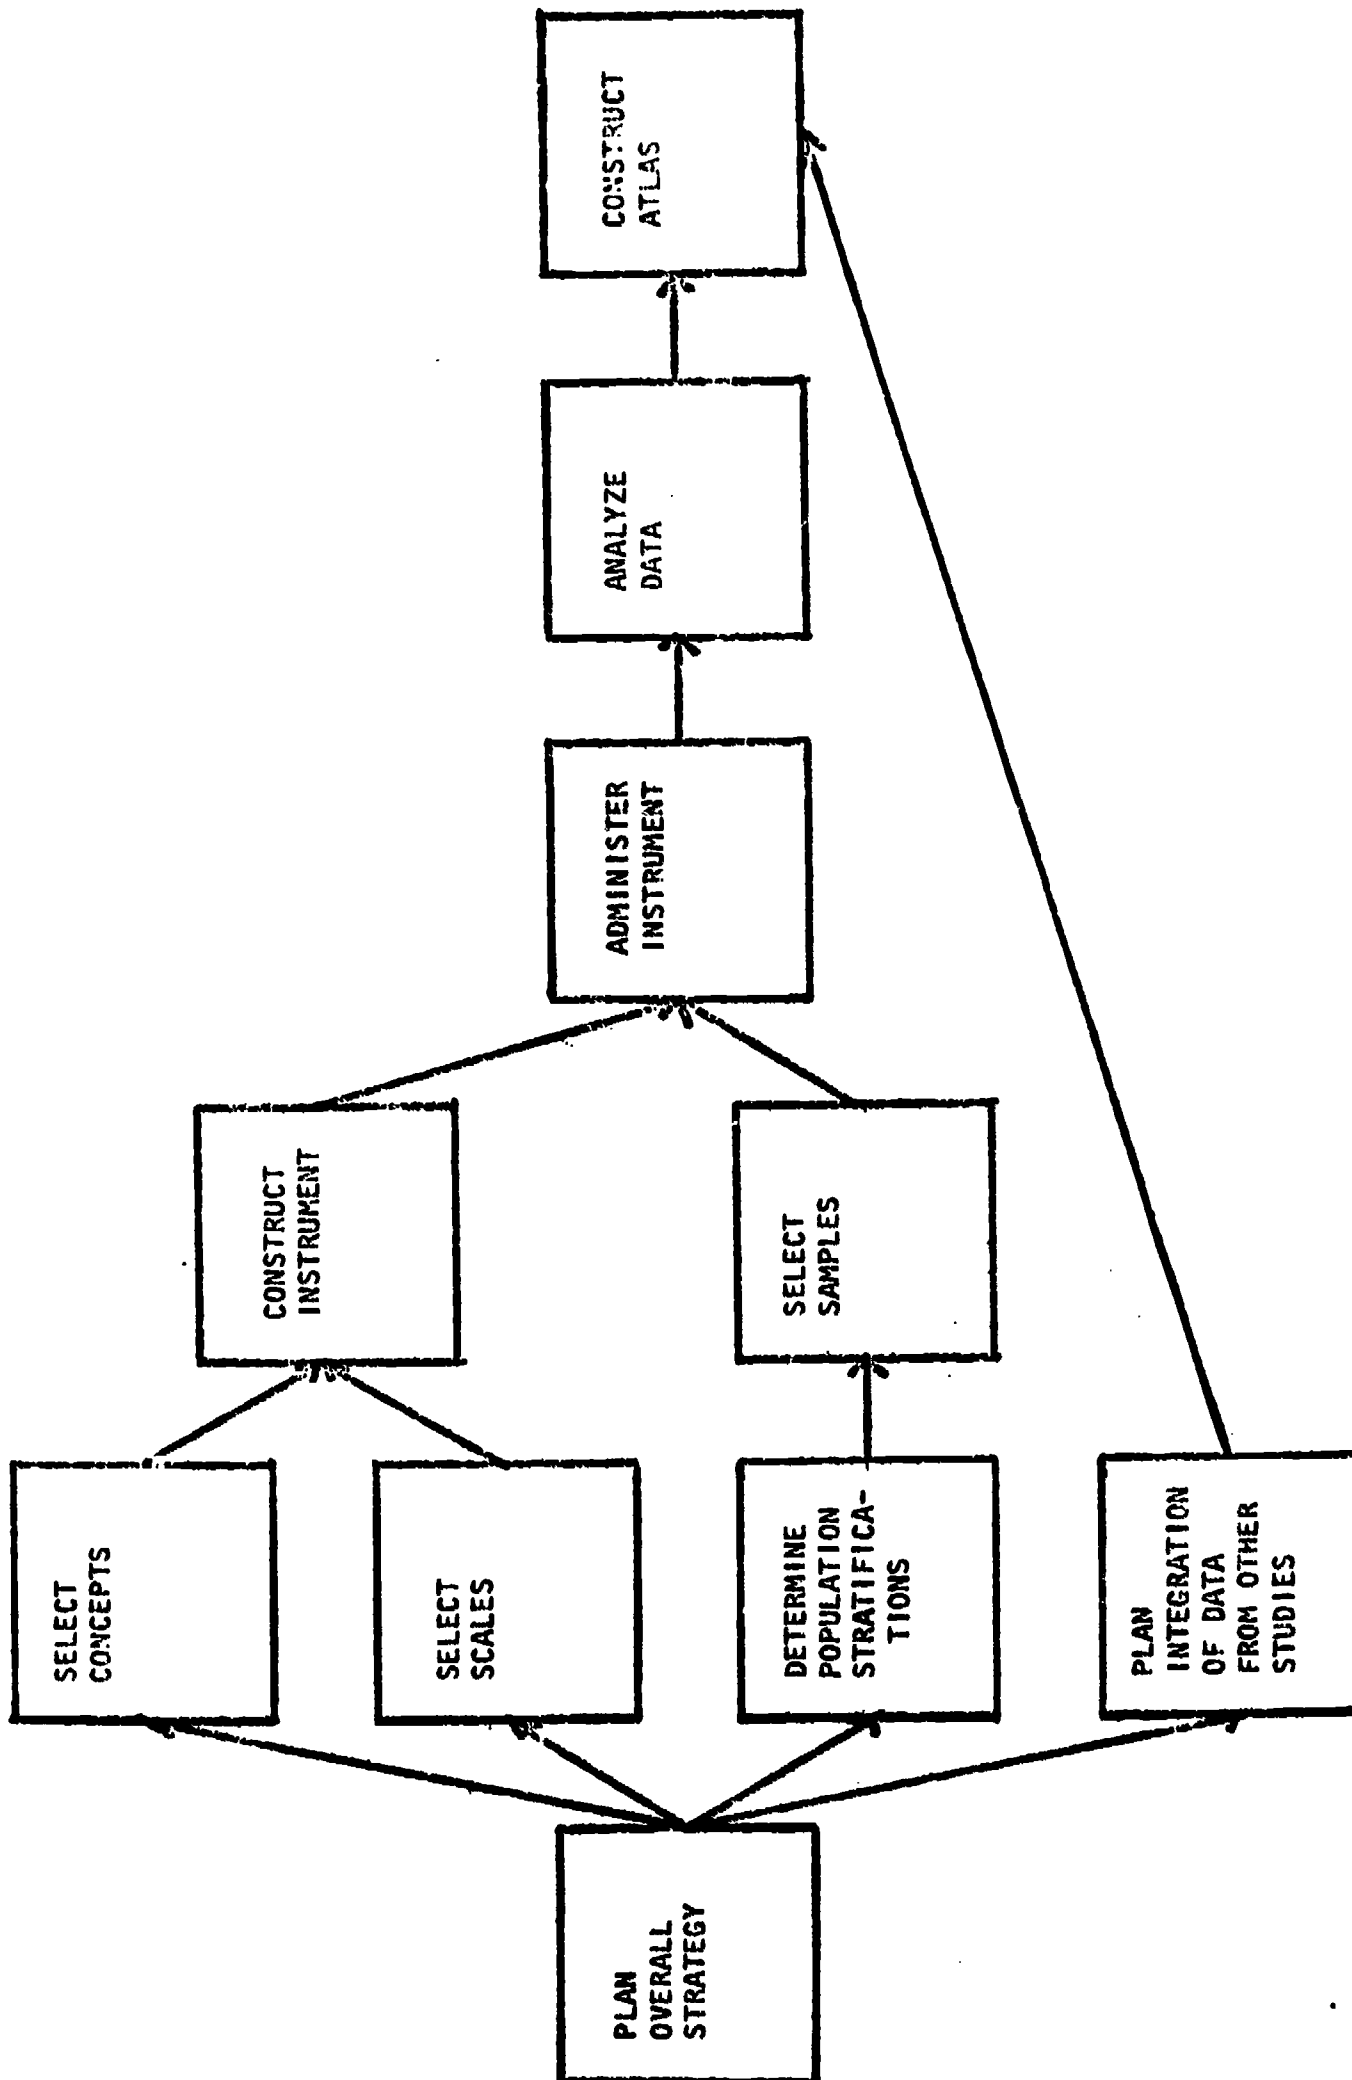 PLAN
OVERALL
STRATEGY
SELECT
CONCEPTS
SELECT
SCALES
DETERMINE
POPULATION
STRATIFICA-
TIONS
PLAN
INTEGRATION
OF DATA
FROM OTHER
STUDIES
CONSTRUCT
INSTRUMENT
SELECT
SAMPLES
ADMINISTER
INSTRUMENT
ANALYZE
DATA
CONSTRUCT
ATLAS